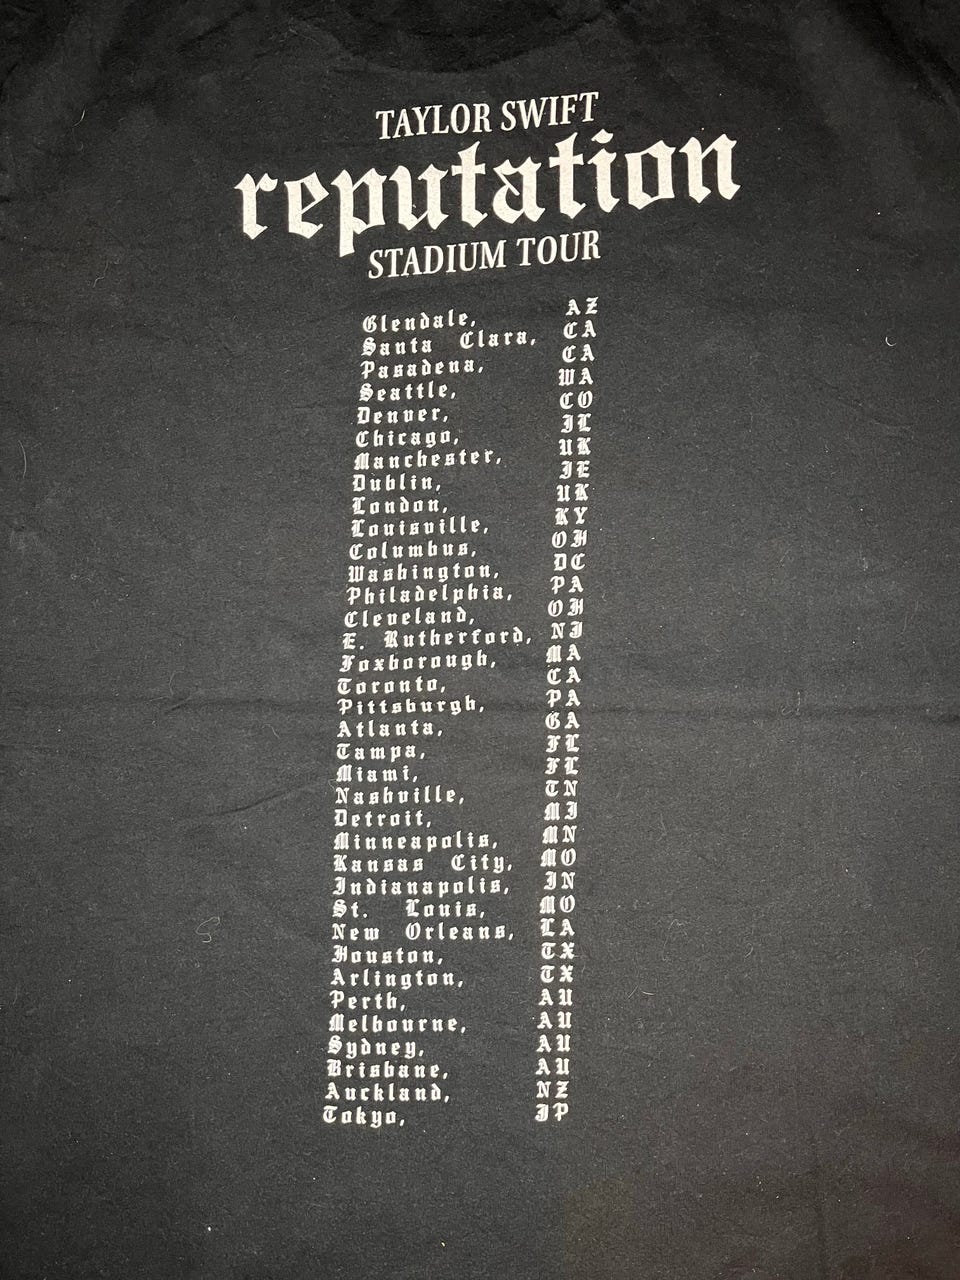 TAYLOR SWIFT
reputation
STADIUM TOUR
Glendale, AZ
Santa Clara, CA
Pasadena, CA
Seattle, WA
Denver, CO
Chicago, IL
Manchester, UK
Dublin, IE
London, UK
Louisville, KY
Columbus, OH
Washington, DC
Philadelphia, PA
Cleveland, OH
E. Rutherford, NJ
Foxborough, MA
Toronto, CA
Pittsburgh, PA
Atlanta, GA
Tampa, FL
Miami, FL
Nashville, TN
Detroit, MI
Minneapolis, MN
Kansas City, MO
Indianapolis, IN
St. Louis, MO
New Orleans, LA
Houston, TX
Arlington, TX
Perth, AU
Melbourne, AU
Sydney, AU
Brisbane, AU
Auckland, NZ
Tokyo, JP